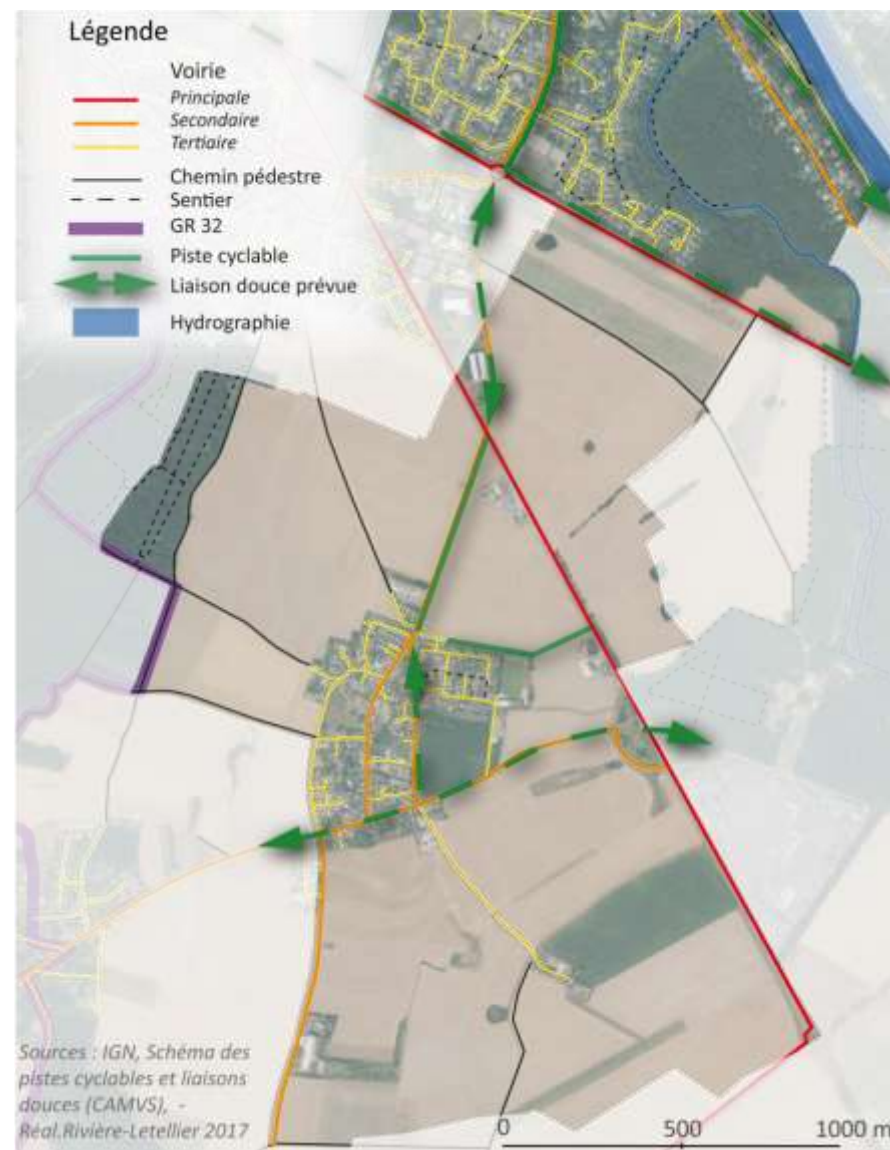 Légende
Voirie
Principale
Secondaire
Tertiaire
Chemin pédestre
Sentier
GR 32
Piste cyclable
Liaison douce prévue
Hydrographie
Sources : IGN, Schéma des
pistes cyclables et liaisons
douces (CAMVS), -
Réal.Rivière-Letellier 2017
0 500 1000 m